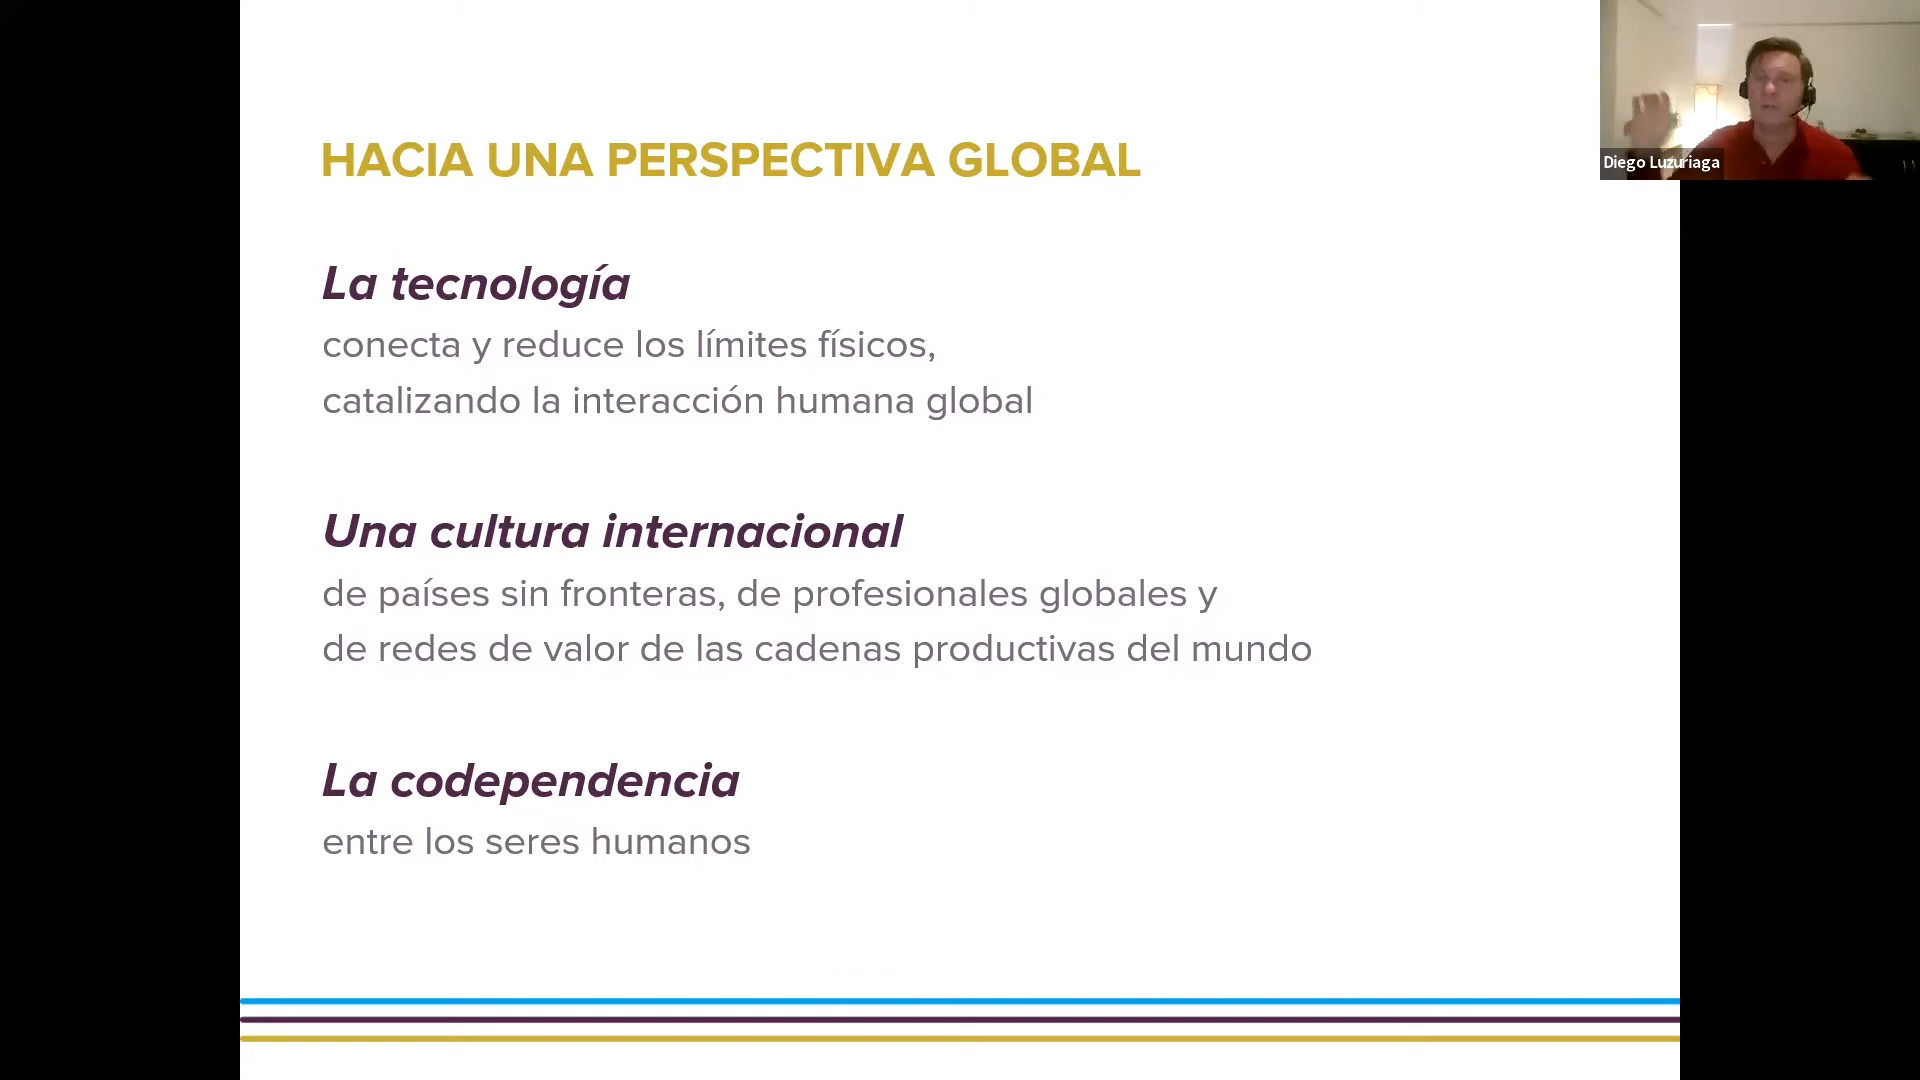 HACIA UNA PERSPECTIVA GLOBAL
La tecnología
conecta y reduce los límites físicos,
catalizando la interacción humana global
Una cultura internacional
de países sin fronteras, de profesionales globales y
de redes de valor de las cadenas productivas del mundo
La codependencia
entre los seres humanos
Diego Luzuriaga